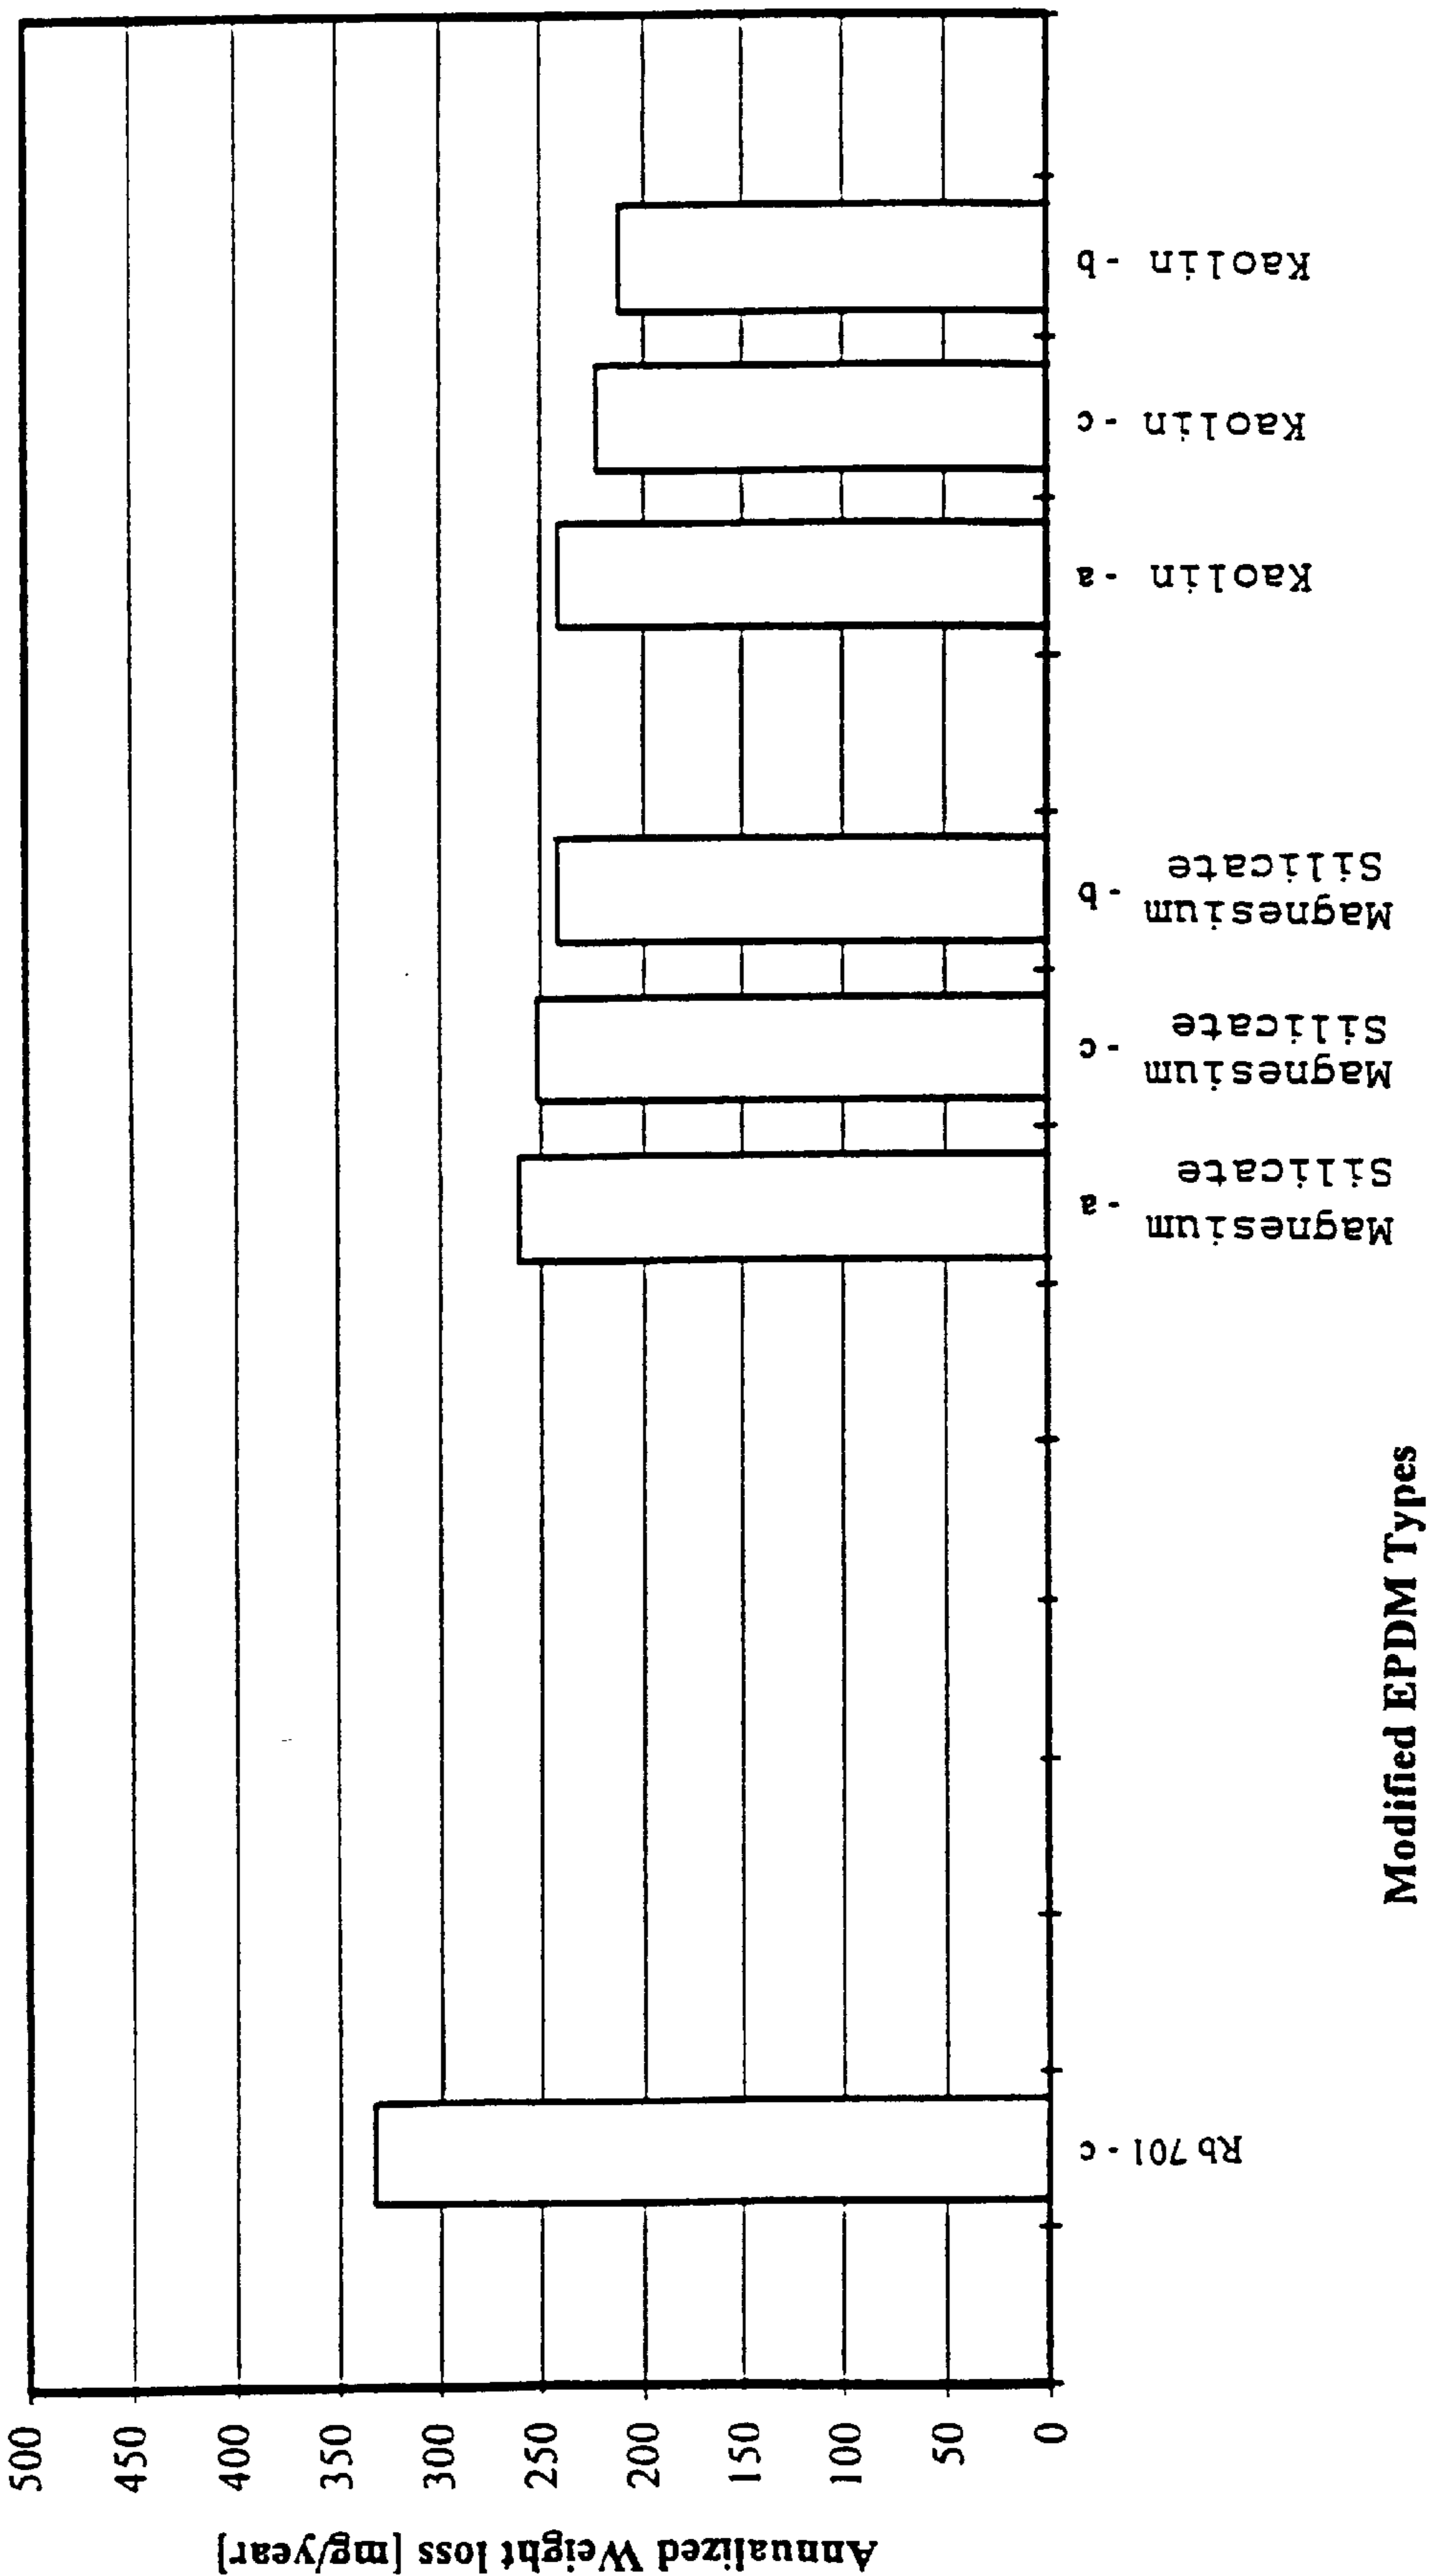 Annualized Weight loss [mg/year]
500
450
400
350
300
250
200
150
100
50
0
Rb 701 - c
Magnesium - a
Silicate
Magnesium - c
Silicate
Magnesium - b
Silicate
Kaolin - a
Kaolin - c
Kaolin - b
Modified EPDM Types